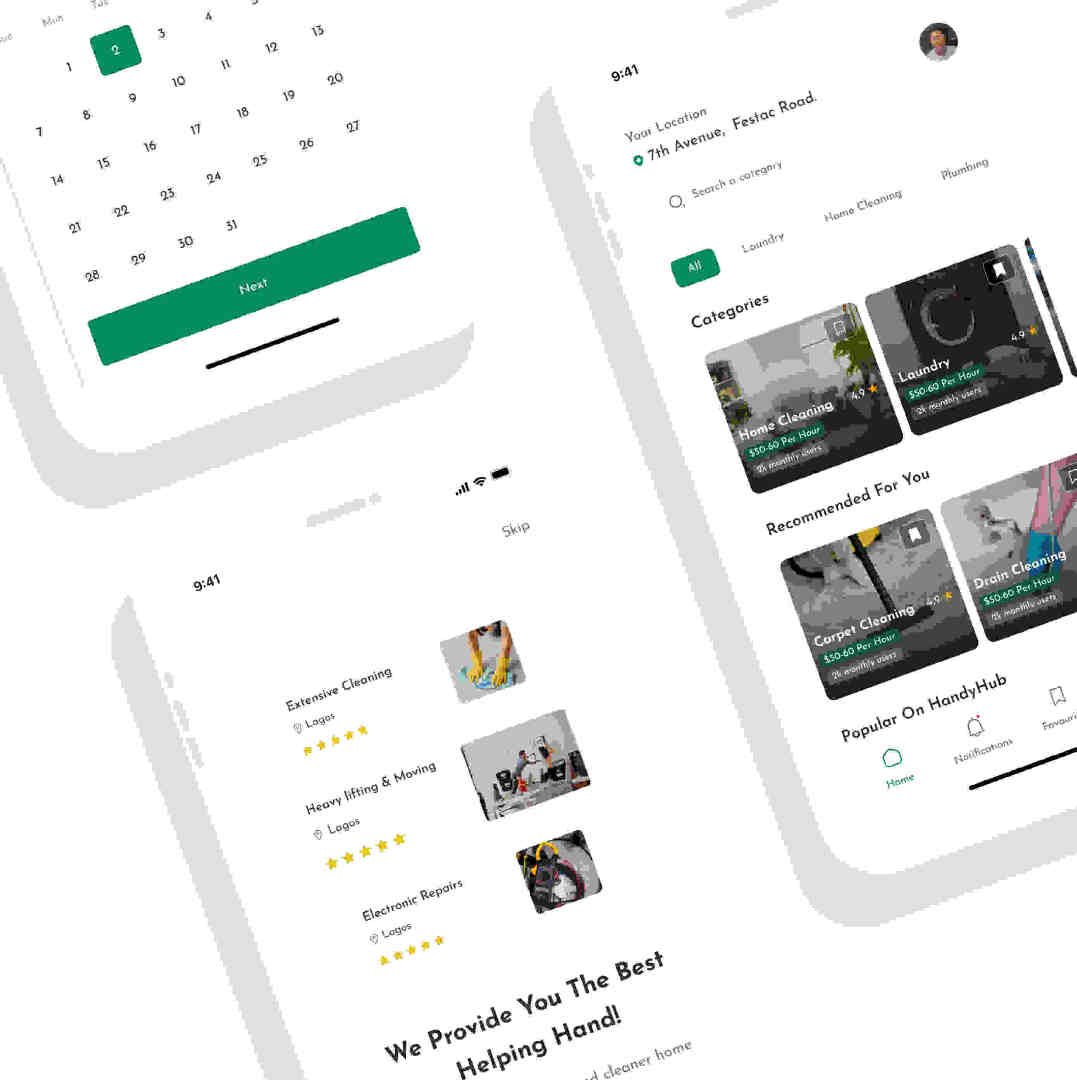 Mon Tue
1 2 3 4
7 8 9 10 11 12 13
14 15 16 17 18 19 20
21 22 23 24 25 26 27
28 29 30 31
Next
9:41
Skip
Extensive Cleaning
Lagos
Heavy lifting & Moving
Lagos
Electronic Repairs
Lagos
We Provide You The Best
Helping Hand!
cleaner home
9:41
Your Location
7th Avenue, Festac Road.
Search a category
All Laundry Home Cleaning Plumbing
Categories
Home Cleaning 4.9
$50-60 Per Hour
2k monthly users
Laundry 4.9
$50-60 Per Hour
2k monthly users
Recommended For You
Carpet Cleaning 4.9
$50-60 Per Hour
2k monthly users
Drain Cleaning
$50-60 Per Hour
2k monthly users
Popular On HandyHub
Home Notifications